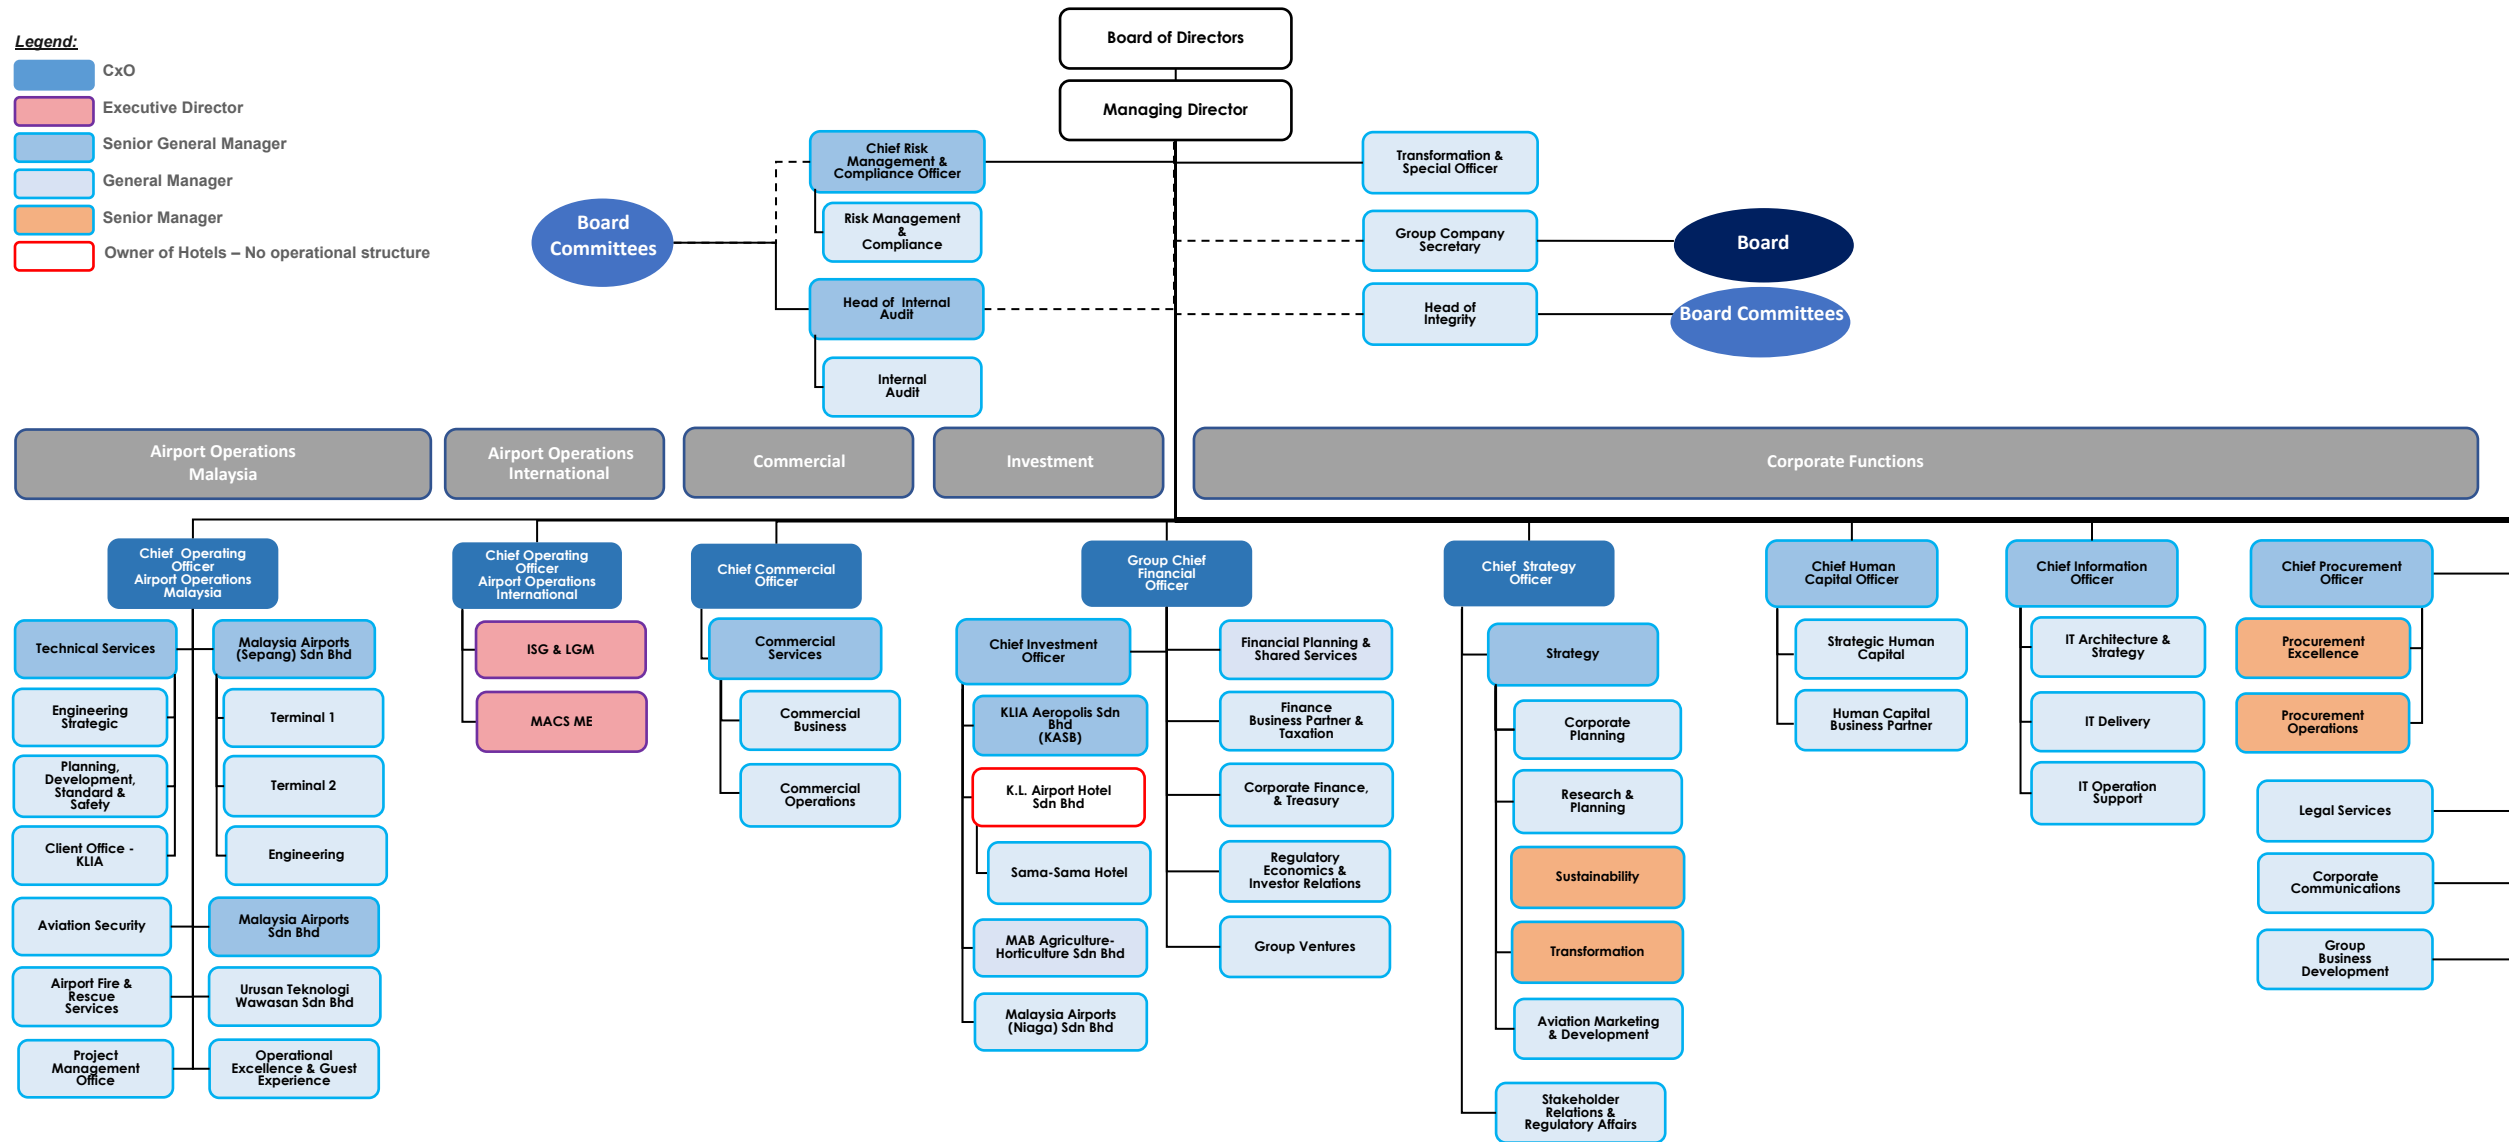 Board of Directors
Legend:
CxO
Executive Director
Senior General Manager
General Manager
Senior Manager
Owner of Hotels – No operational structure
Managing Director
Chief Risk
Management &
Compliance Officer
Transformation &
Special Officer
Board
Committees
Risk Management
&
Compliance
Group Company
Secretary
Board
Head of Internal
Audit
Head of
Integrity
Board Committees
Internal
Audit
Airport Operations
Malaysia
Airport Operations
International
Commercial
Investment
Corporate Functions
Chief Operating
Officer
Airport Operations
Malaysia
Chief Operating
Officer
Airport Operations
International
Chief Commercial
Officer
Group Chief
Financial
Officer
Chief Strategy
Officer
Chief Human
Capital Officer
Chief Information
Officer
Chief Procurement
Officer
Technical Services
Malaysia Airports
(Sepang) Sdn Bhd
Engineering
Strategic
Terminal 1
Planning,
Development,
Standard &
Safety
Terminal 2
Client Office -
KLIA
Engineering
Aviation Security
Malaysia Airports
Sdn Bhd
Airport Fire &
Rescue
Services
Urusan Teknologi
Wawasan Sdn Bhd
Project
Management
Office
Operational
Excellence & Guest
Experience
ISG & LGM
MACS ME
Commercial
Services
Commercial
Business
Commercial
Operations
Chief Investment
Officer
KLIA Aeropolis Sdn
Bhd
(KASB)
K.L. Airport Hotel
Sdn Bhd
Sama-Sama Hotel
MAB Agriculture-
Horticulture Sdn Bhd
Malaysia Airports
(Niaga) Sdn Bhd
Financial Planning &
Shared Services
Finance
Business Partner &
Taxation
Corporate Finance,
& Treasury
Regulatory
Economics &
Investor Relations
Group Ventures
Strategy
Corporate
Planning
Research &
Planning
Sustainability
Transformation
Aviation Marketing
& Development
Stakeholder
Relations &
Regulatory Affairs
Strategic Human
Capital
Human Capital
Business Partner
IT Architecture &
Strategy
IT Delivery
IT Operation
Support
Procurement
Excellence
Procurement
Operations
Legal Services
Corporate
Communications
Group
Business
Development